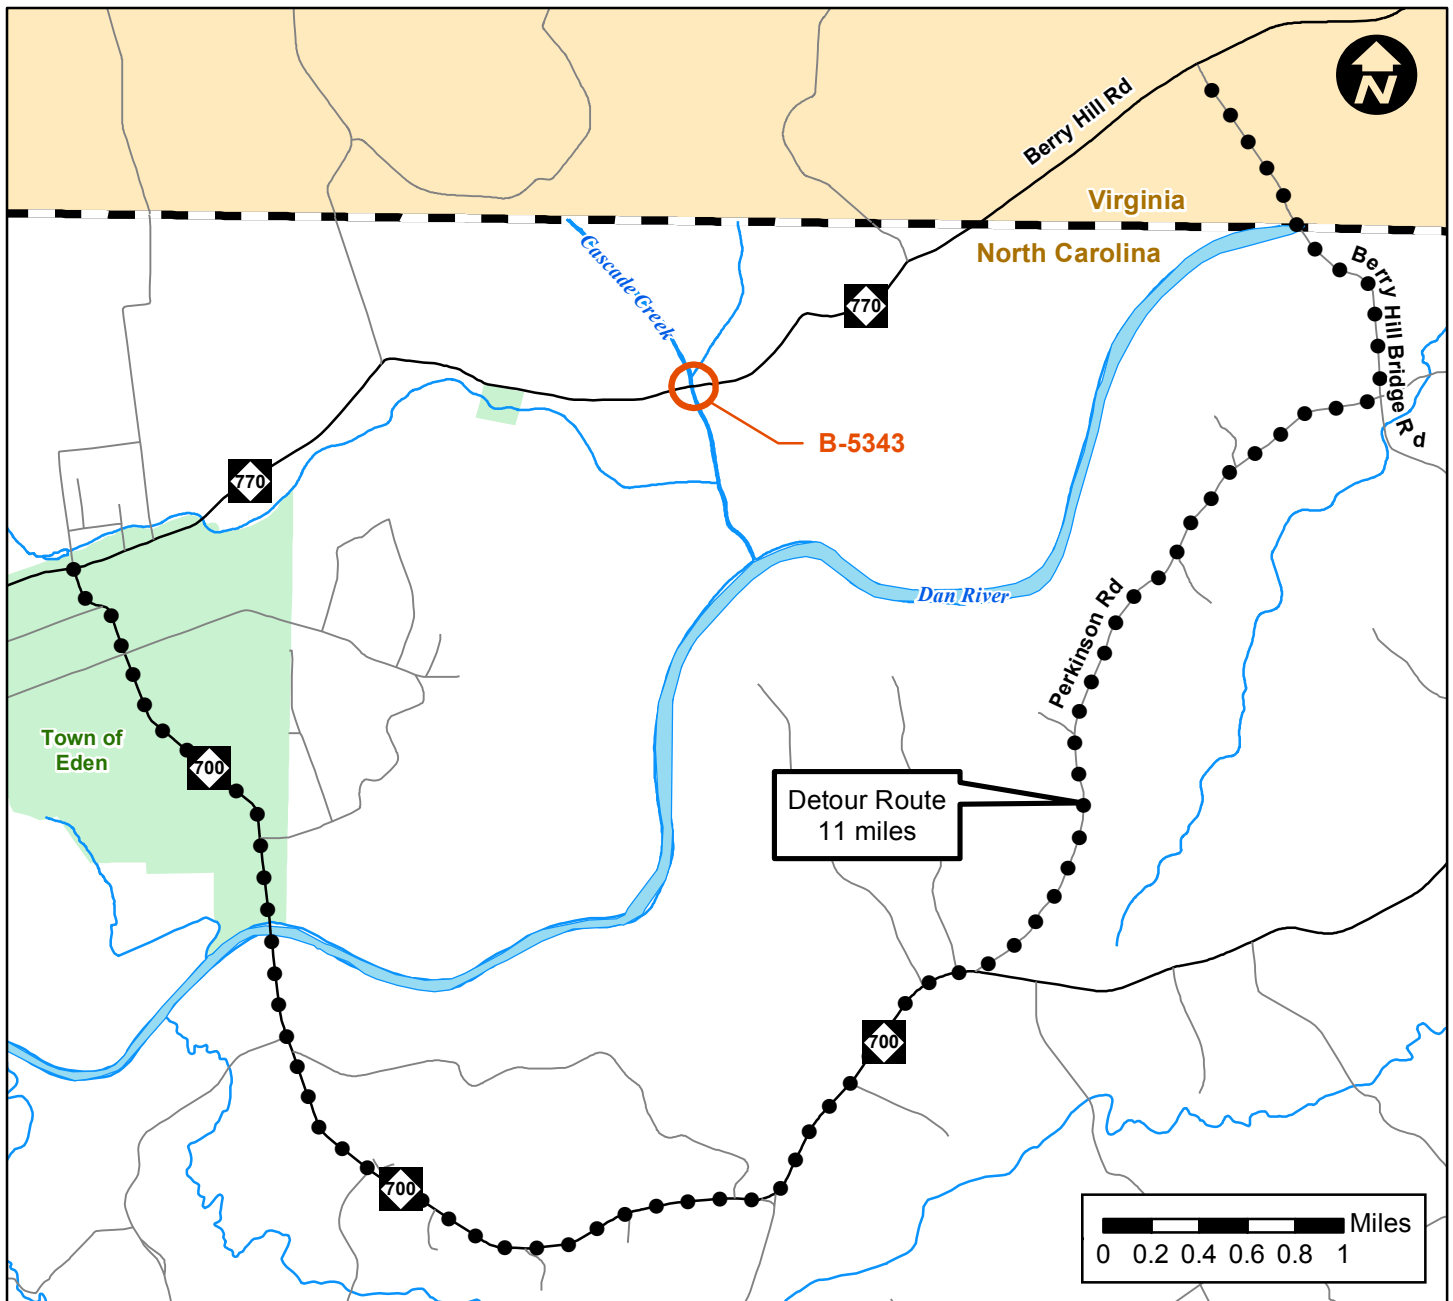 N
Berry Hill Rd
Virginia
North Carolina
Cascade Creek
Berry Hill Bridge Rd
770
B-5343
770
Dan River
Perkinson Rd
Town of
Eden
700
Detour Route
11 miles
700
700
Miles
0 0.2 0.4 0.6 0.8 1